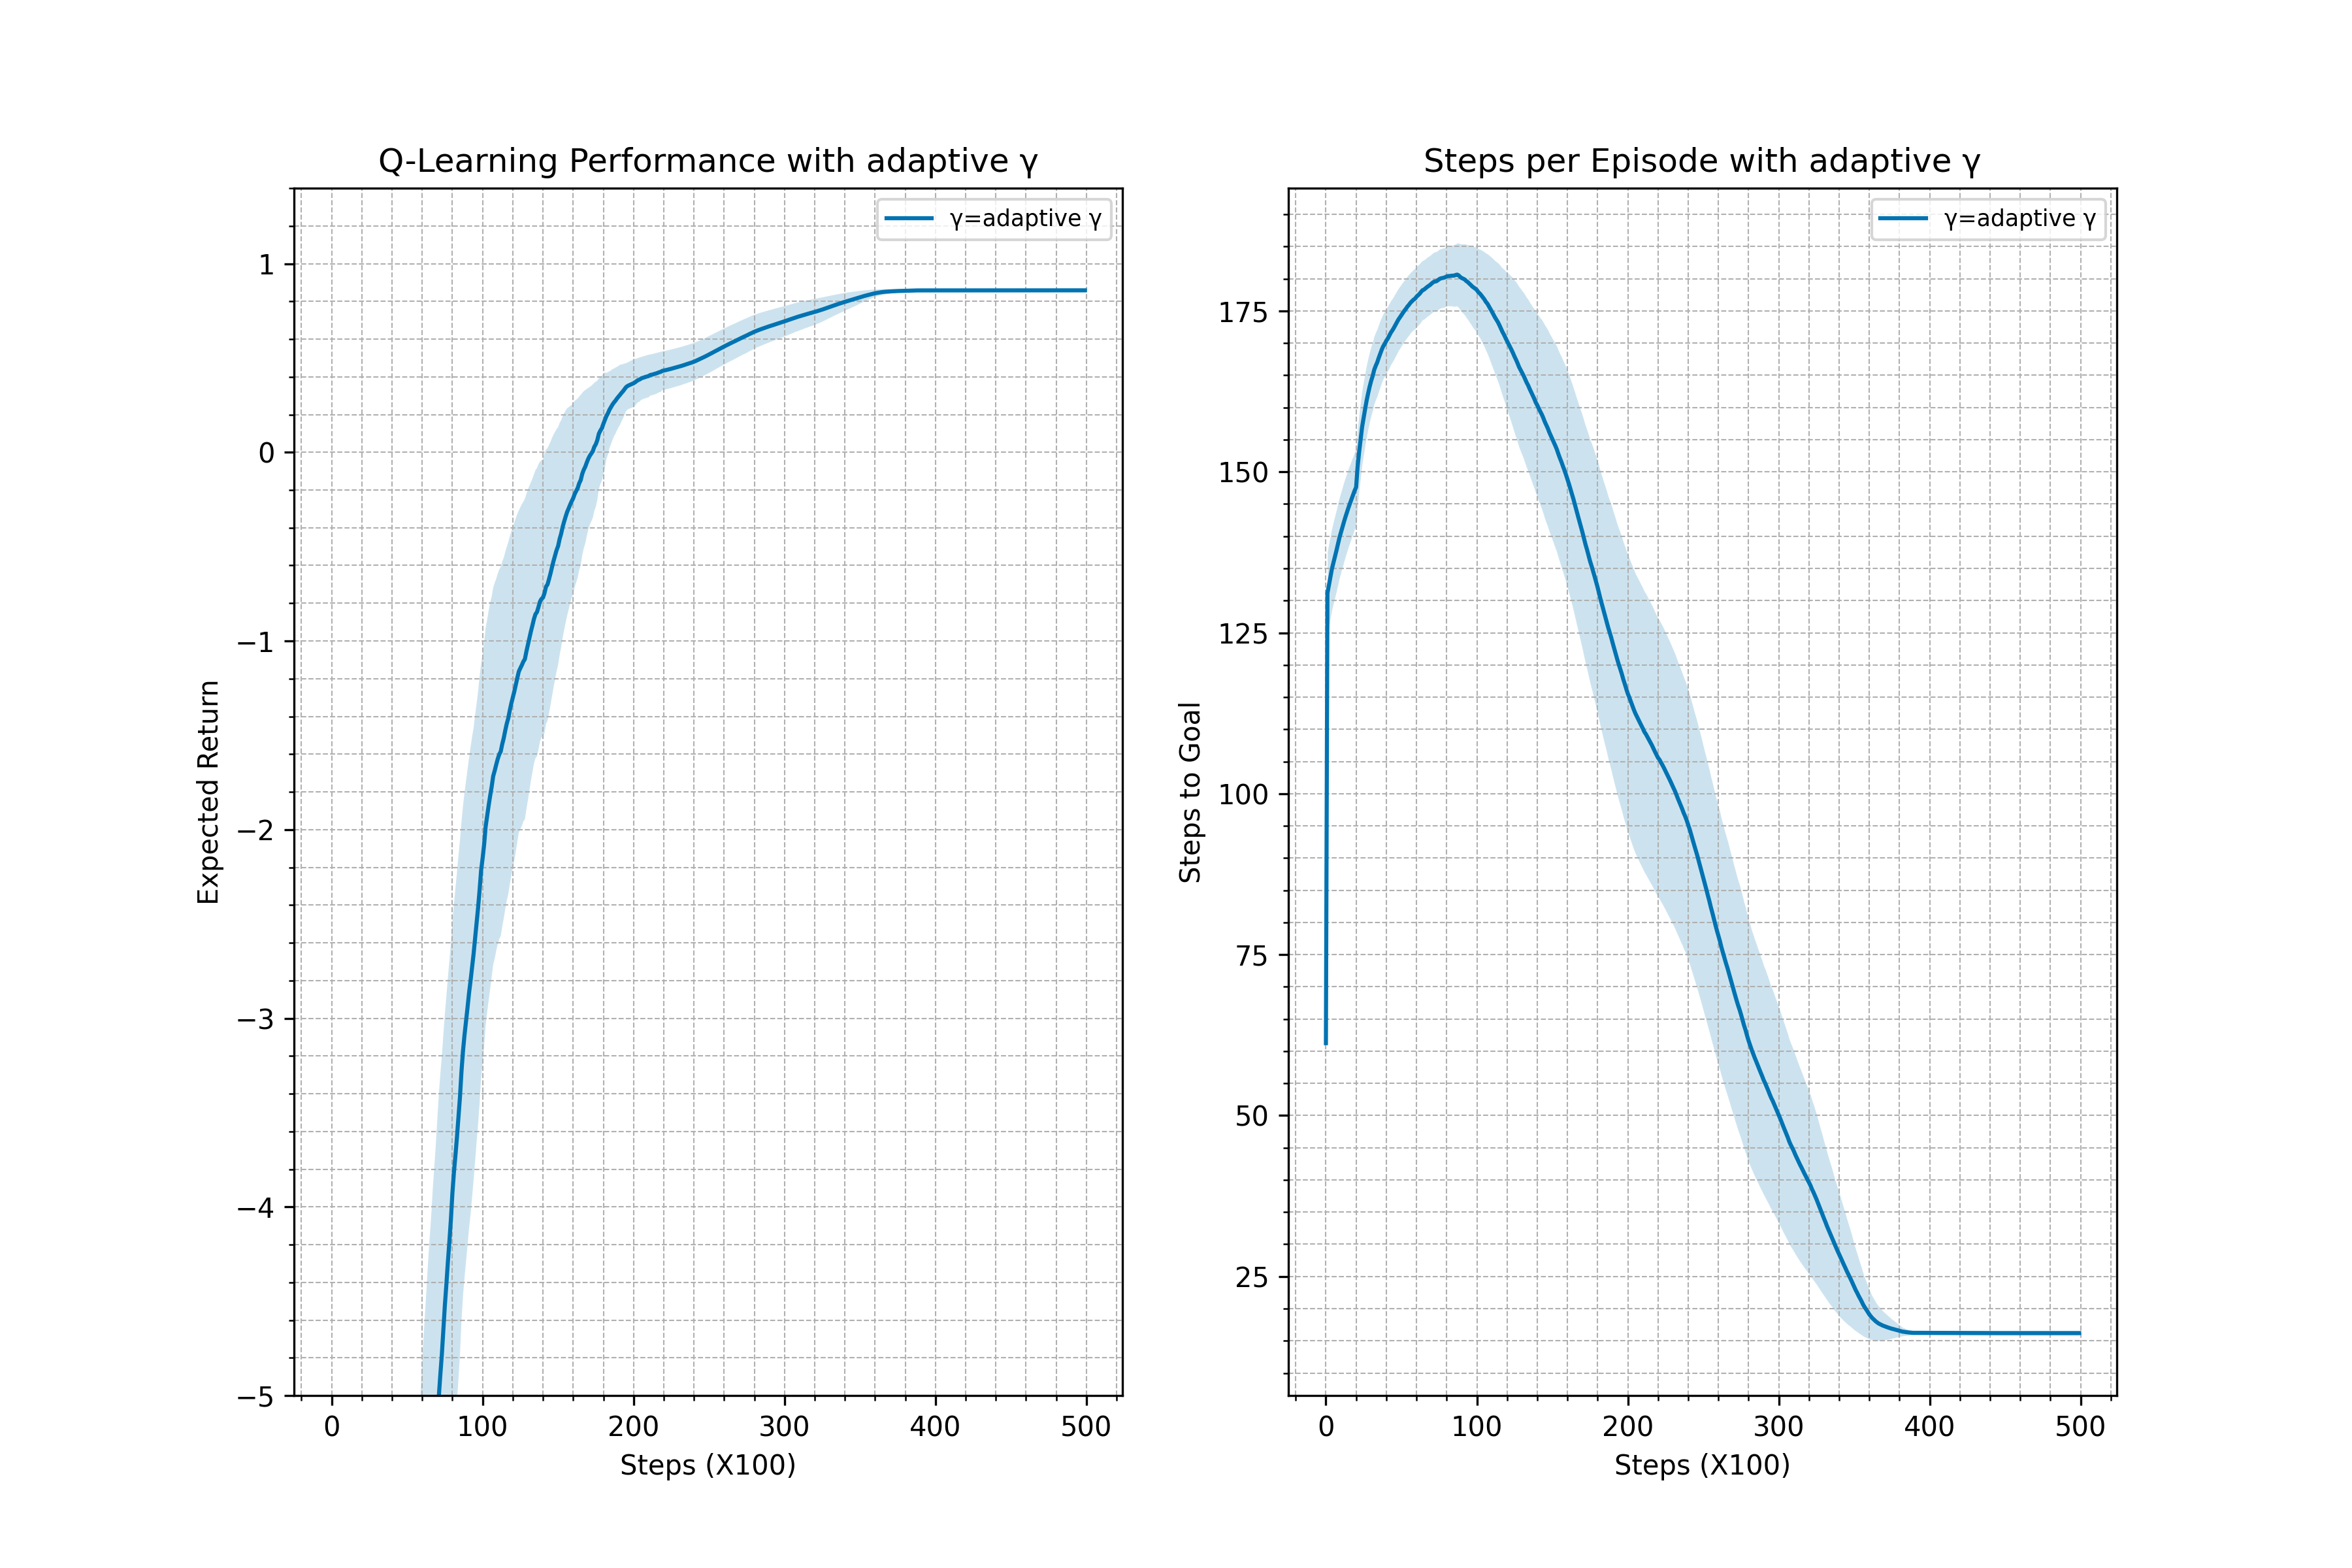 Q-Learning Performance with adaptive γ
γ=adaptive γ
1
0
−1
−2
−3
−4
−5
Expected Return
0 100 200 300 400 500
Steps (X100)
Steps per Episode with adaptive γ
γ=adaptive γ
175
150
125
100
75
50
25
Steps to Goal
0 100 200 300 400 500
Steps (X100)